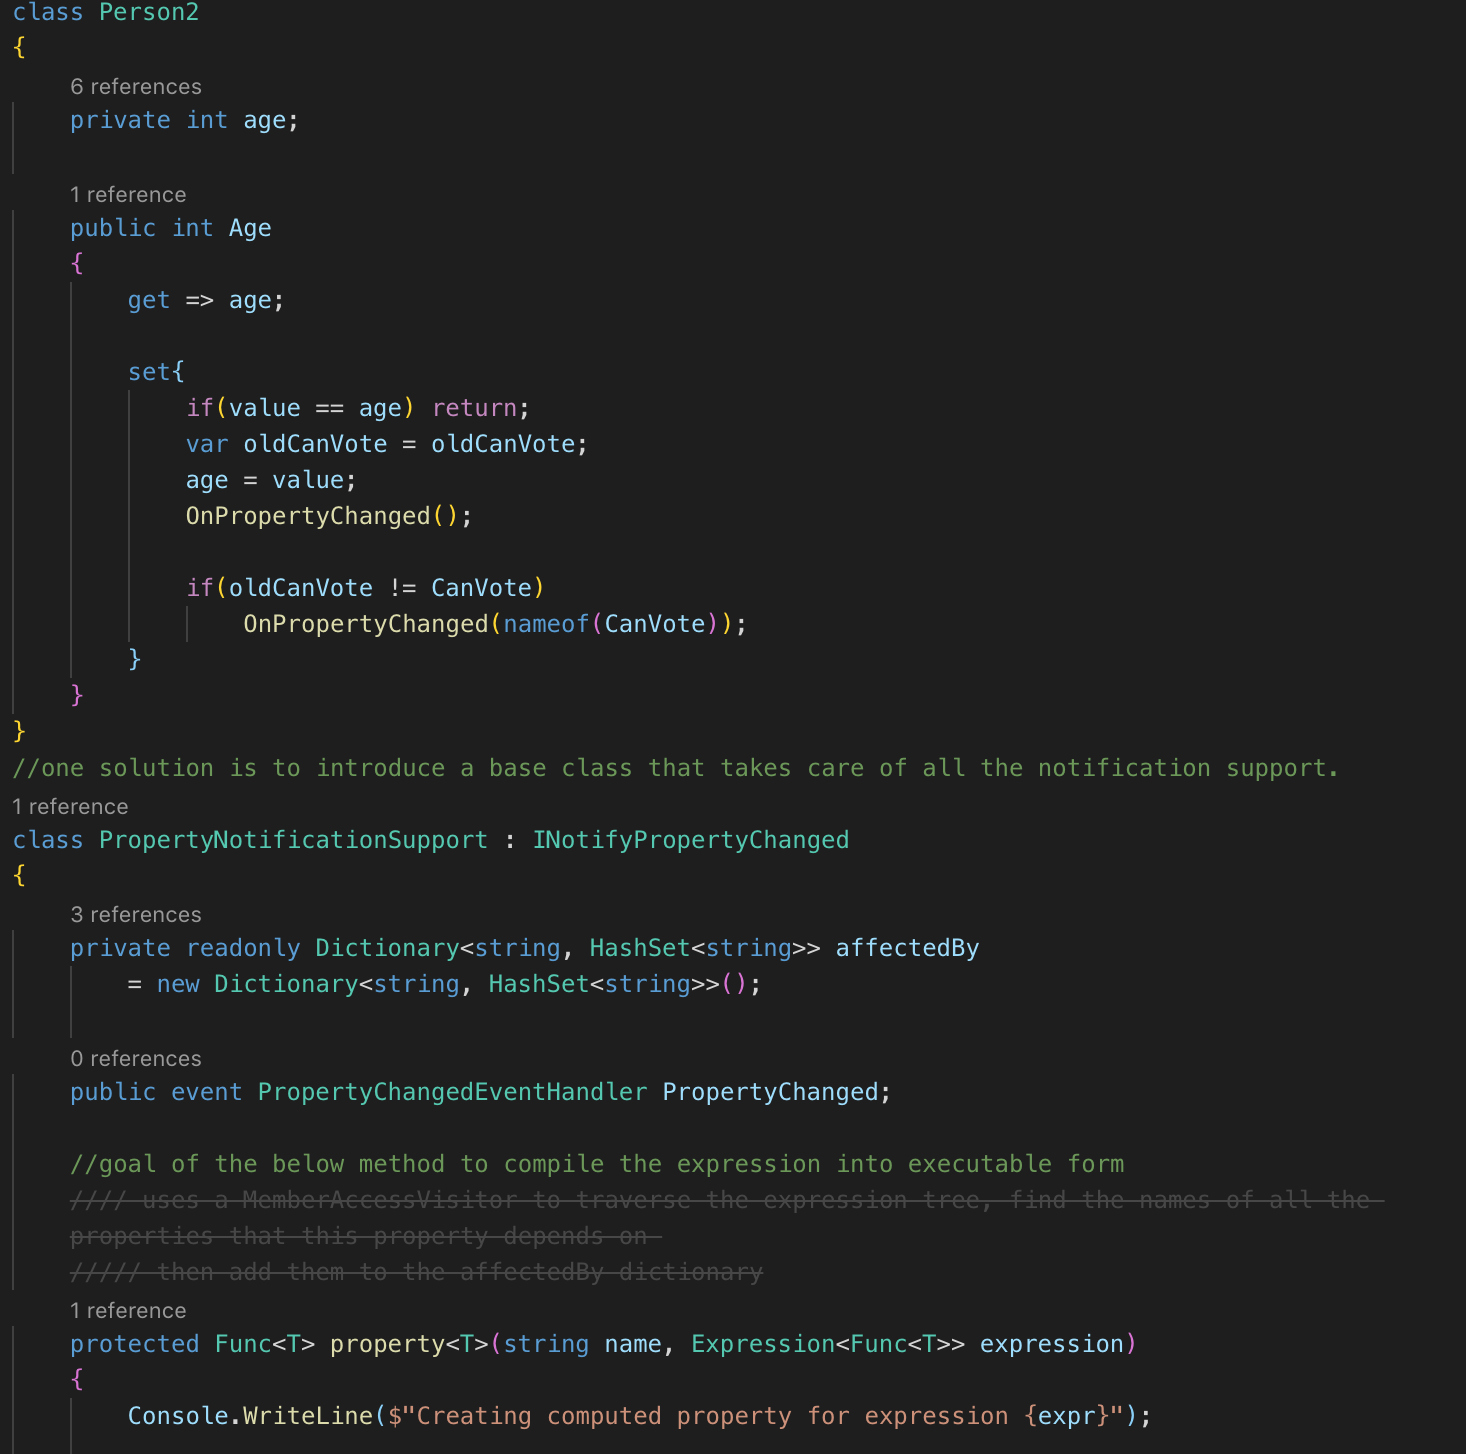 class Person2
{
6 references
private int age;
1 reference
public int Age
{
get => age;
set{
if(value == age) return;
var oldCanVote = oldCanVote;
age = value;
OnPropertyChanged();
if(oldCanVote != CanVote)
OnPropertyChanged(nameof(CanVote));
}
}
}
//one solution is to introduce a base class that takes care of all the notification support.
1 reference
class PropertyNotificationSupport : INotifyPropertyChanged
{
3 references
private readonly Dictionary<string, HashSet<string>> affectedBy
= new Dictionary<string, HashSet<string>>();
0 references
public event PropertyChangedEventHandler PropertyChanged;
//goal of the below method to compile the expression into executable form
//// uses a MemberAccessVisitor to traverse the expression tree, find the names of all the
properties that this property depends on
///// then add them to the affectedBy dictionary
1 reference
protected Func<T> property<T>(string name, Expression<Func<T>> expression)
{
Console.WriteLine($"Creating computed property for expression {expr}");